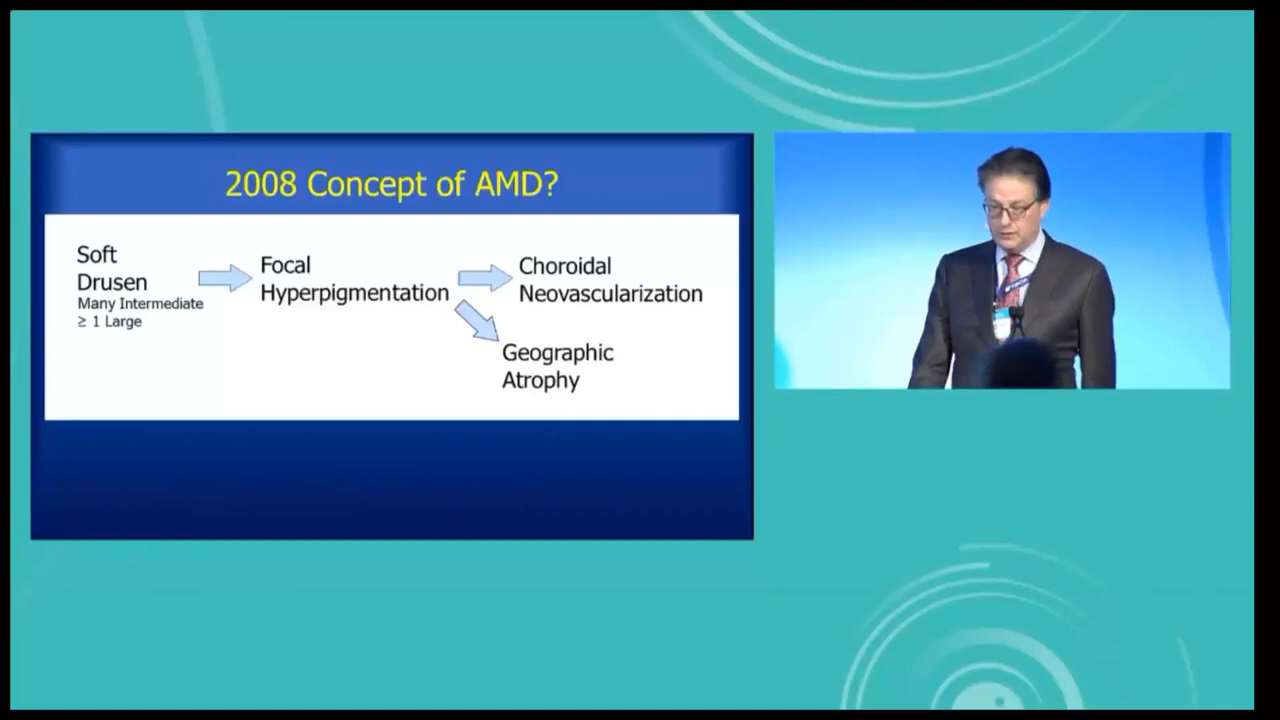 2008 Concept of AMD?
Soft
Drusen
Many Intermediate
≥ 1 Large
Focal
Hyperpigmentation
Choroidal
Neovascularization
Geographic
Atrophy